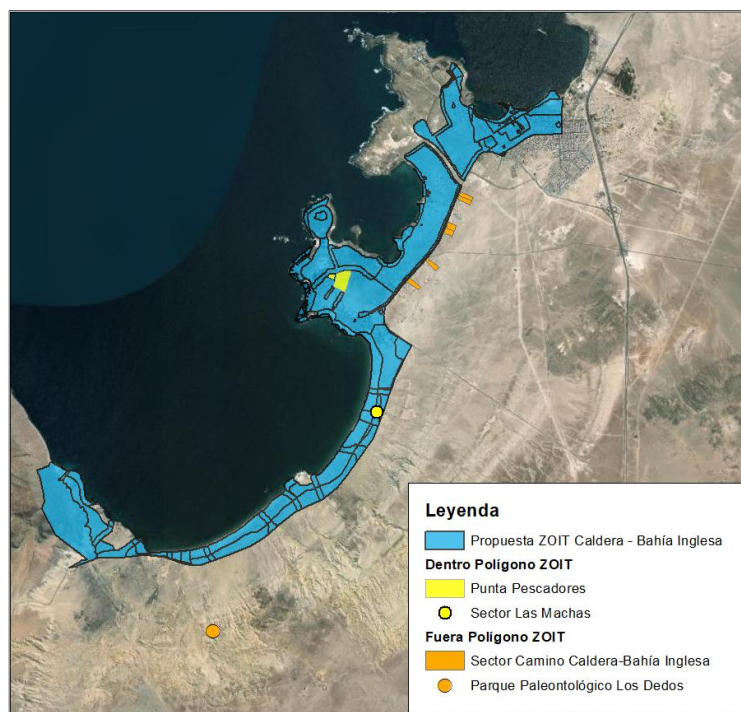 Leyenda
Propuesta ZOIT Caldera - Bahía Inglesa
Dentro Polígono ZOIT
Punta Pescadores
Sector Las Machas
Fuera Polígono ZOIT
Sector Camino Caldera-Bahía Inglesa
Parque Paleontológico Los Dedos